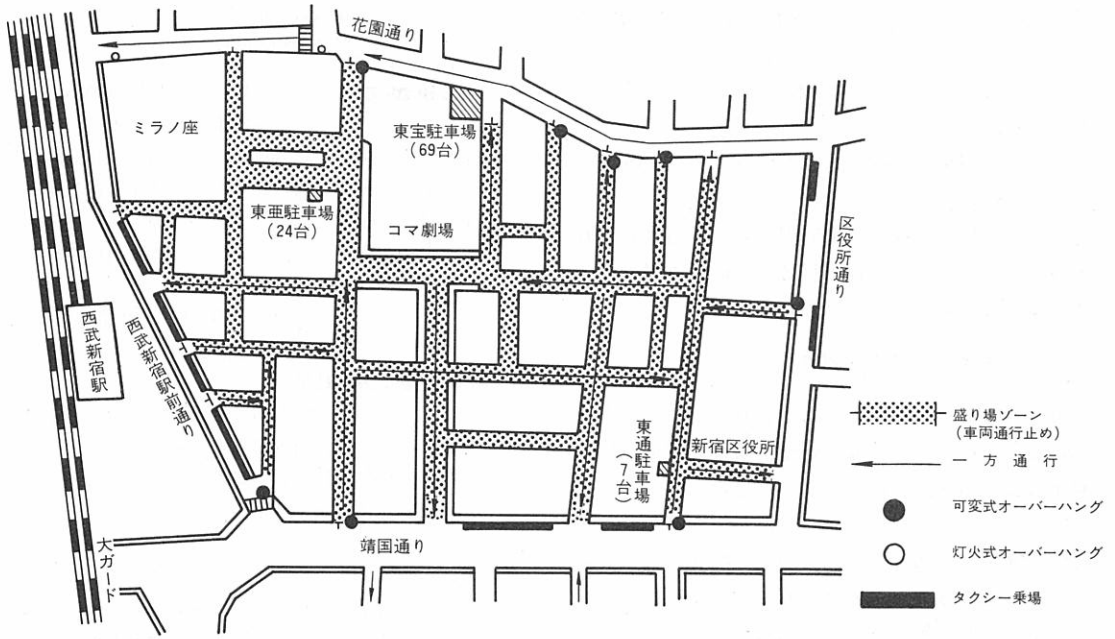 花園通り
ミラノ座
東宝駐車場
(69台)
東亜駐車場
(24台)
コマ劇場
区役所通り
西武新宿駅
西武新宿駅前通り
東通駐車場
(7台)
新宿区役所
靖国通り
大ガード
盛り場ゾーン
(車両通行止め)
一方通行
可変式オーバーハング
灯火式オーバーハング
タクシー乗場